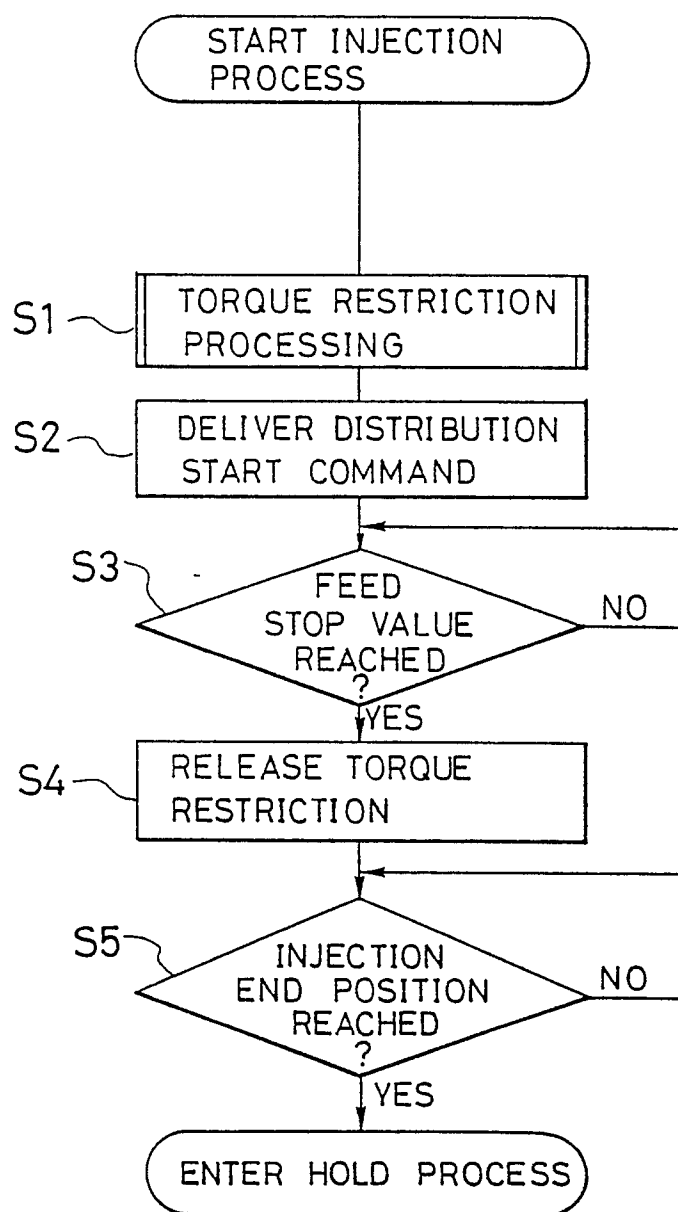 START INJECTION
PROCESS
S1
TORQUE RESTRICTION
PROCESSING
S2
DELIVER DISTRIBUTION
START COMMAND
S3
FEED
STOP VALUE
REACHED
?
NO
YES
S4
RELEASE TORQUE
RESTRICTION
S5
INJECTION
END POSITION
REACHED
?
NO
YES
ENTER HOLD PROCESS